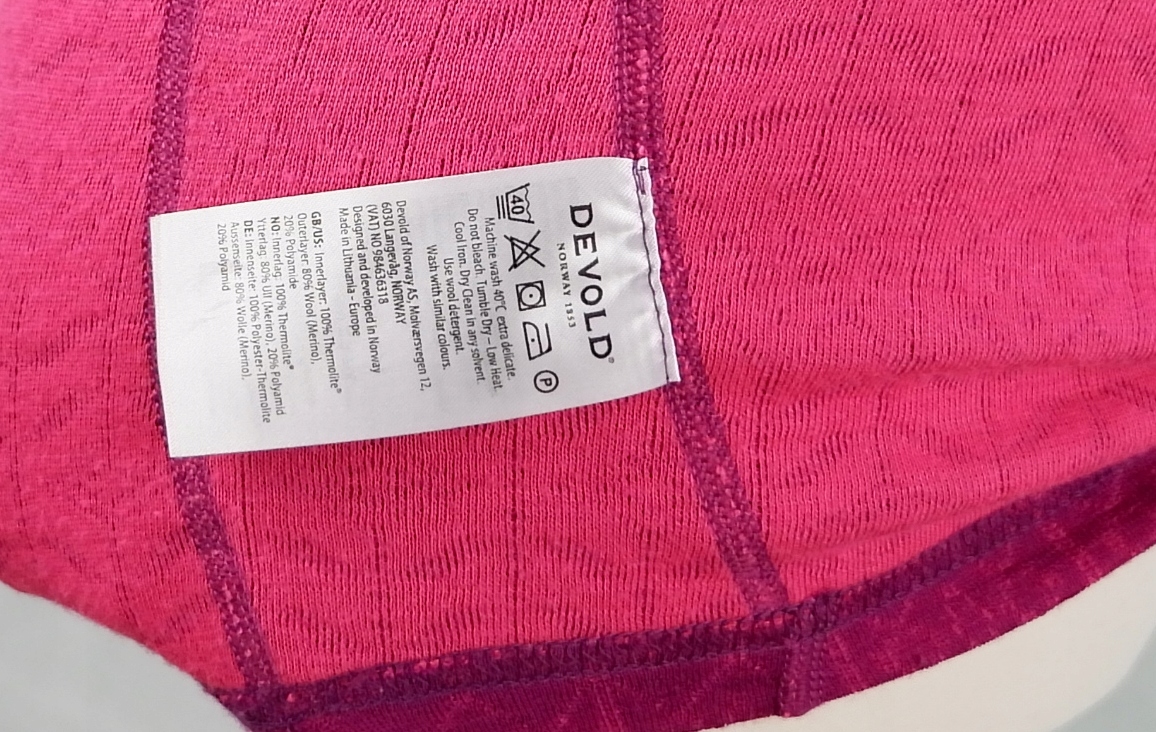 DEVOLD®
NORWAY 1853
40
P
Machine wash 40°C extra delicate.
Do not bleach. Tumble Dry – Low Heat.
Cool Iron. Dry Clean in any solvent.
Use wool detergent.
Wash with similar colours.
Devold of Norway AS, Molværsvegen 12,
6030 Langevåg, NORWAY
(VAT) NO 984636318
Designed and developed in Norway
Made in Lithuania - Europe
GB/US: Innerlayer: 100% Thermolite®
Outerlayer: 80% Wool (Merino),
20% Polyamide
NO: Innerlag: 100% Thermolite®
Ytterlag: 80% Ull (Merino), 20% Polyamid
DE: Innenseite: 100% Polyester-Thermolite
Aussenseite: 80% Wolle (Merino),
20% Polyamid